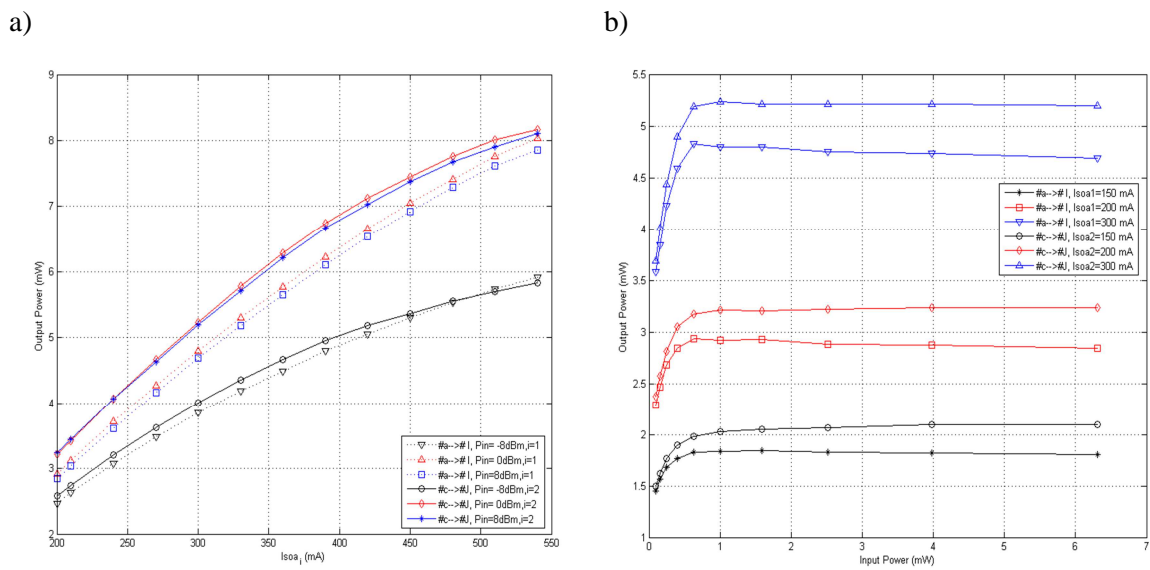 a)
b)
9
8
7
6
5
4
3
2
Output Power (mW)
200 250 300 350 400 450 500 550
Isoa i (mA)
#a-->#I, Pin= -8dBm,i=1
#a-->#I, Pin= 0dBm,i=1
#a-->#I, Pin=8dBm,i=1
#c-->#J, Pin= -8dBm,i=2
#c-->#J, Pin= 0dBm,i=2
#c-->#J, Pin=8dBm,i=2
5.5
5
4.5
4
3.5
3
2.5
2
1.5
1
Output Power (mW)
0 1 2 3 4 5 6 7
Input Power (mW)
#a-->#I, Isoa1=150 mA
#a-->#I, Isoa1=200 mA
#a-->#I, Isoa1=300 mA
#c-->#J, Isoa2=150 mA
#c-->#J, Isoa2=200 mA
#c-->#J, Isoa2=300 mA